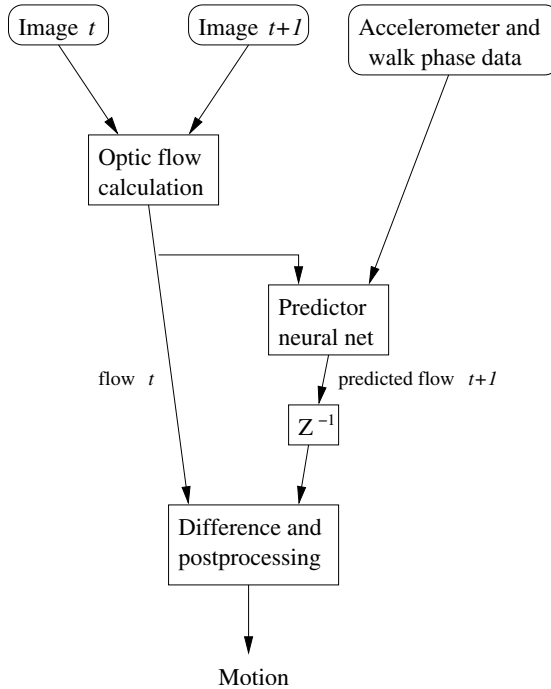 Image t
Image t+1
Accelerometer and
walk phase data
Optic flow
calculation
Predictor
neural net
flow t
predicted flow t+1
Z⁻¹
Difference and
postprocessing
Motion